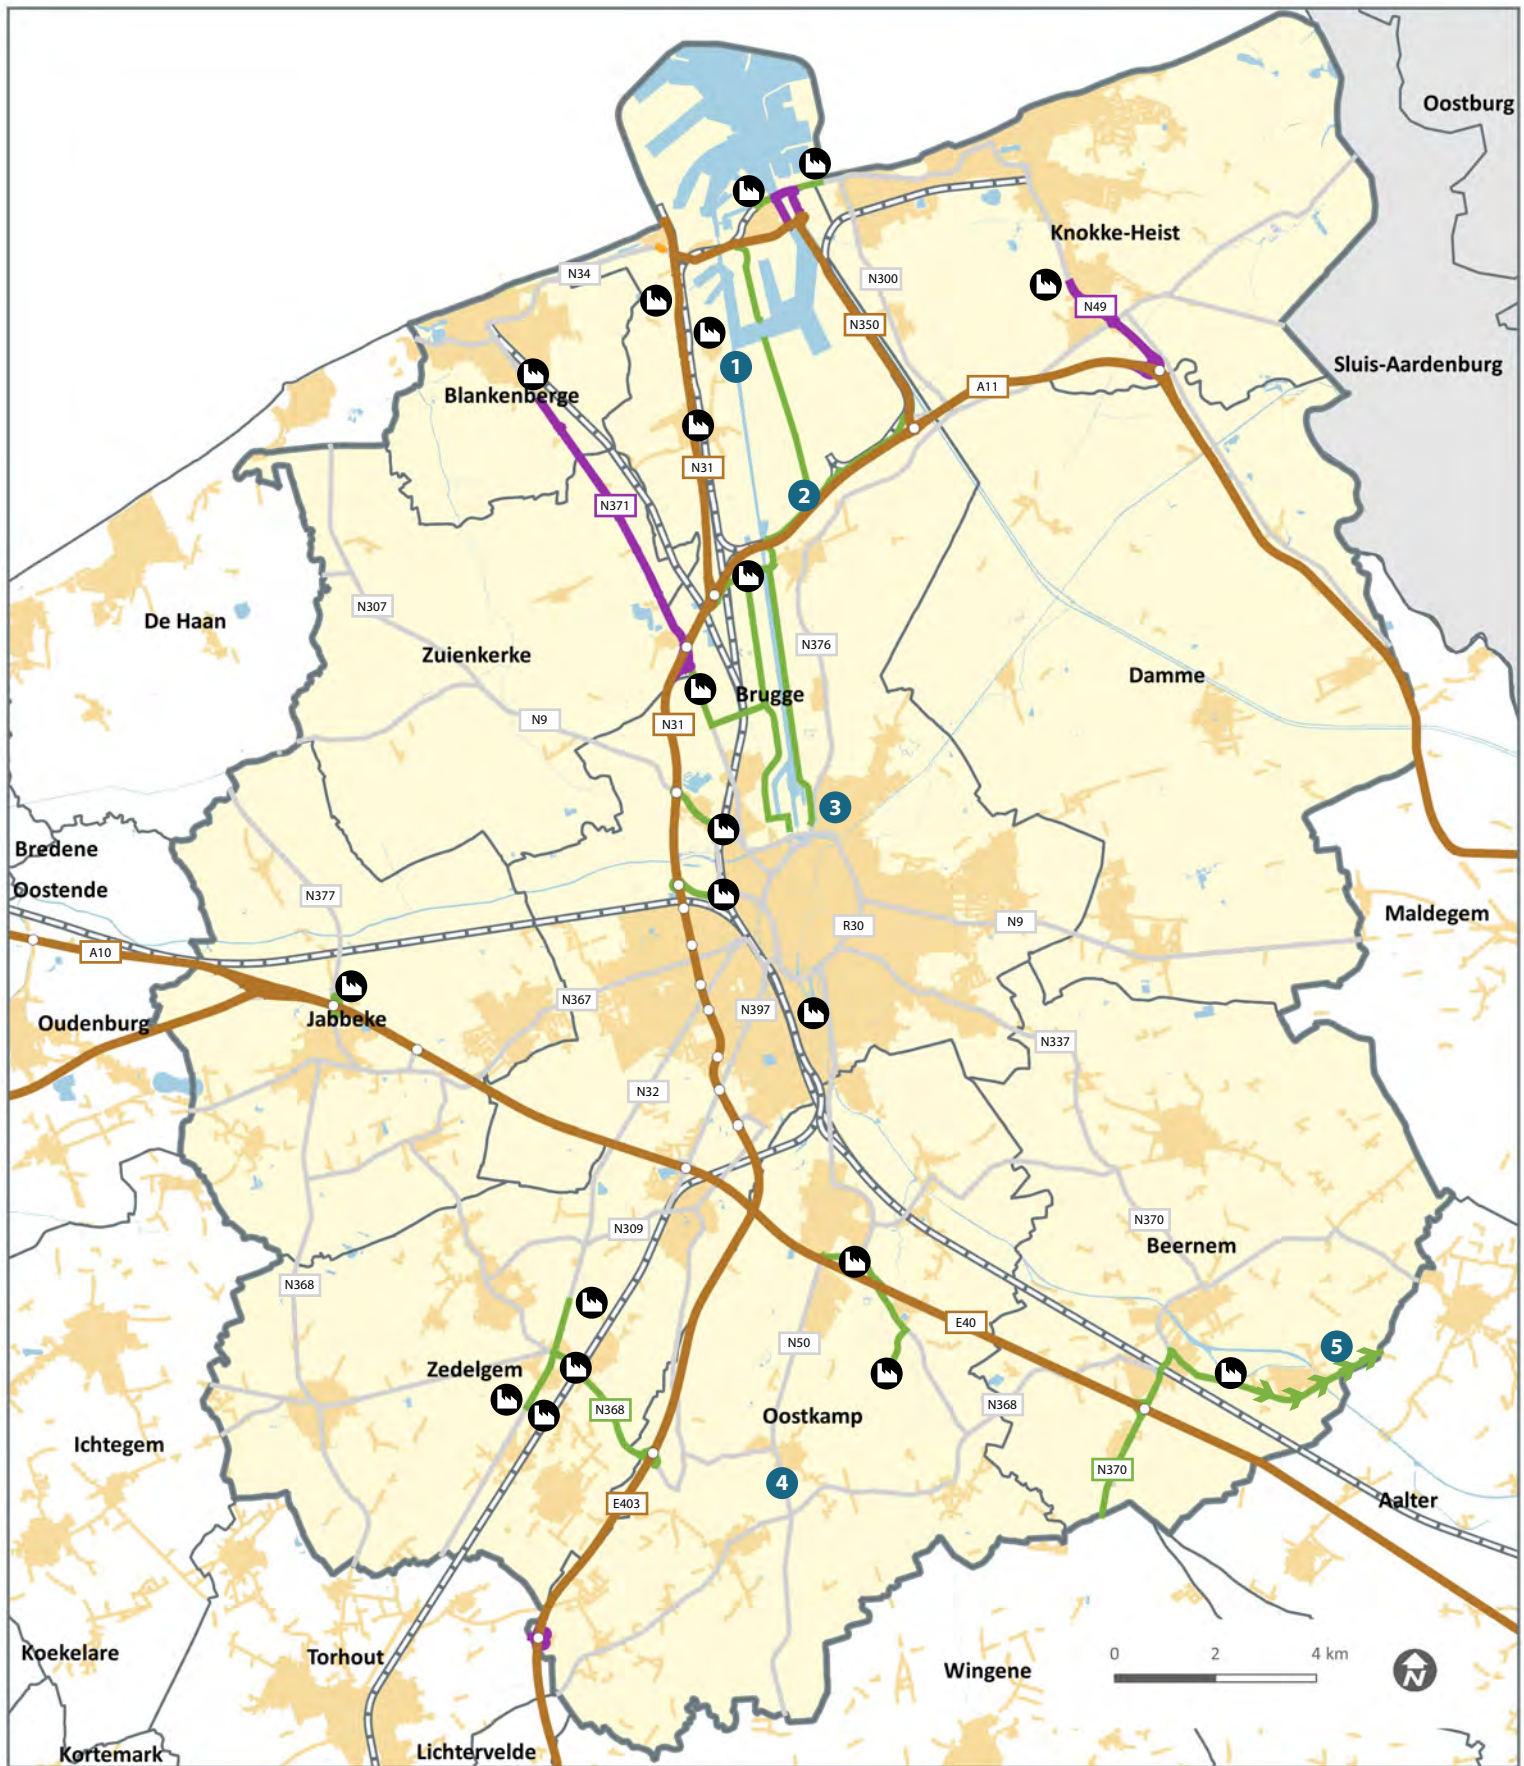 Oostburg
Knokke-Heist
N34
N300
N49
N350
Sluis-Aardenburg
1
A11
Blankenberge
N31
2
N371
N307
De Haan
N376
Zuienkerke
Damme
Brugge
N9
N31
3
Bredene
Oostende
N377
Maldegem
R30
N9
A10
N367
N397
Oudenburg
Jabbeke
N337
N32
N370
N309
Beernem
N368
E40
N50
5
Zedelgem
N368
N368
Oostkamp
Ichtegem
N370
4
E403
Aalter
Koekelare
Torhout
0 2 4 km
Wingene
N
Lichtervelde
Kortemark